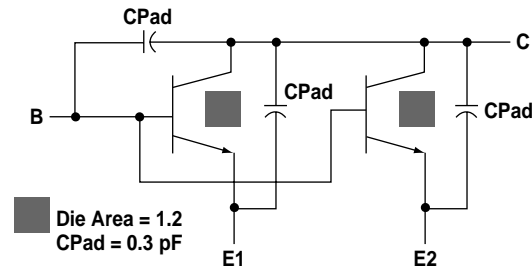 CPad
C
CPad
CPad
B
Die Area = 1.2
CPad = 0.3 pF
E1
E2